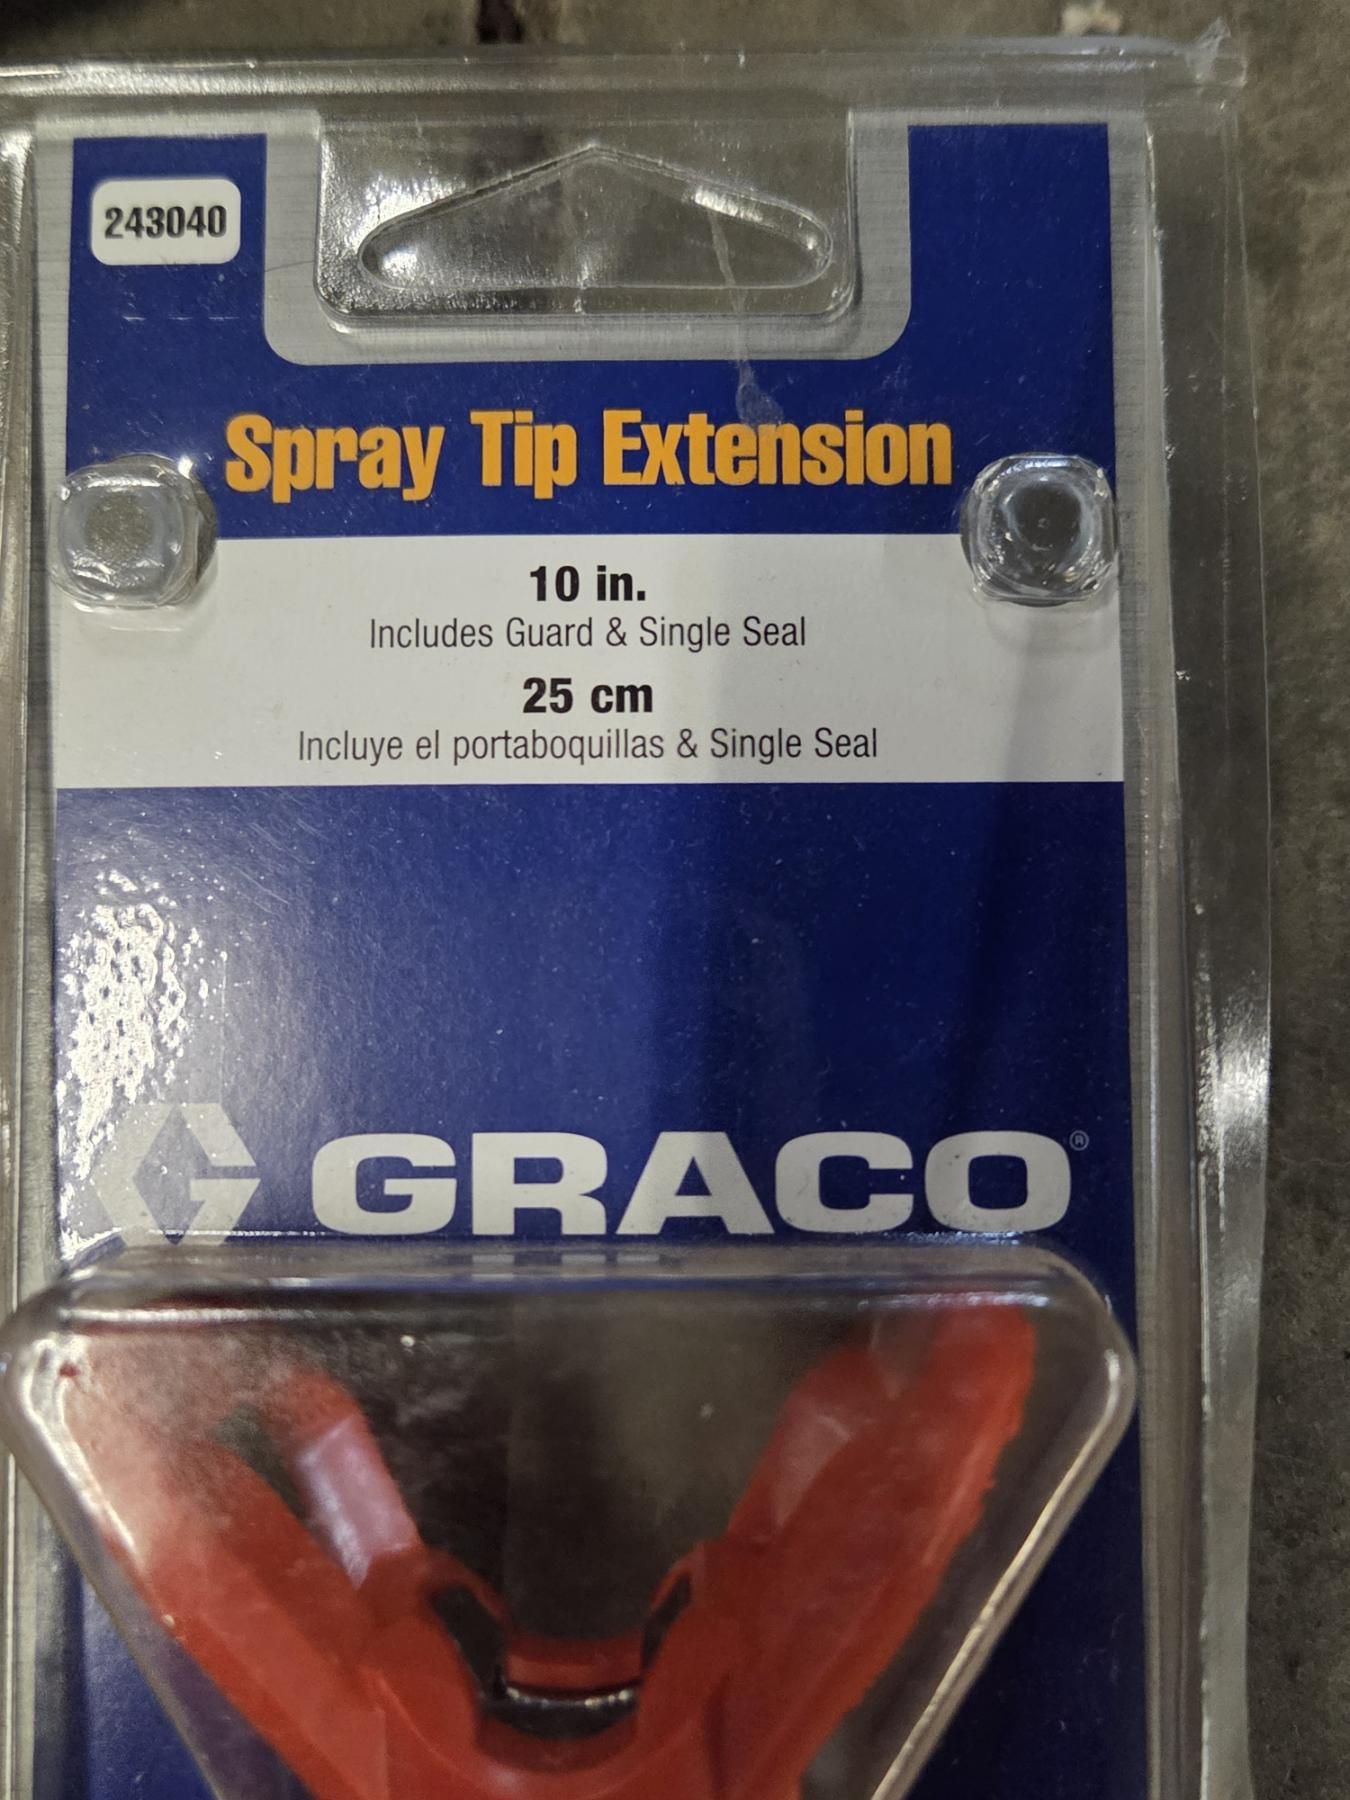 243040
Spray Tip Extension
10 in.
Includes Guard & Single Seal
25 cm
Incluye el portaboquillas & Single Seal
GRACO®